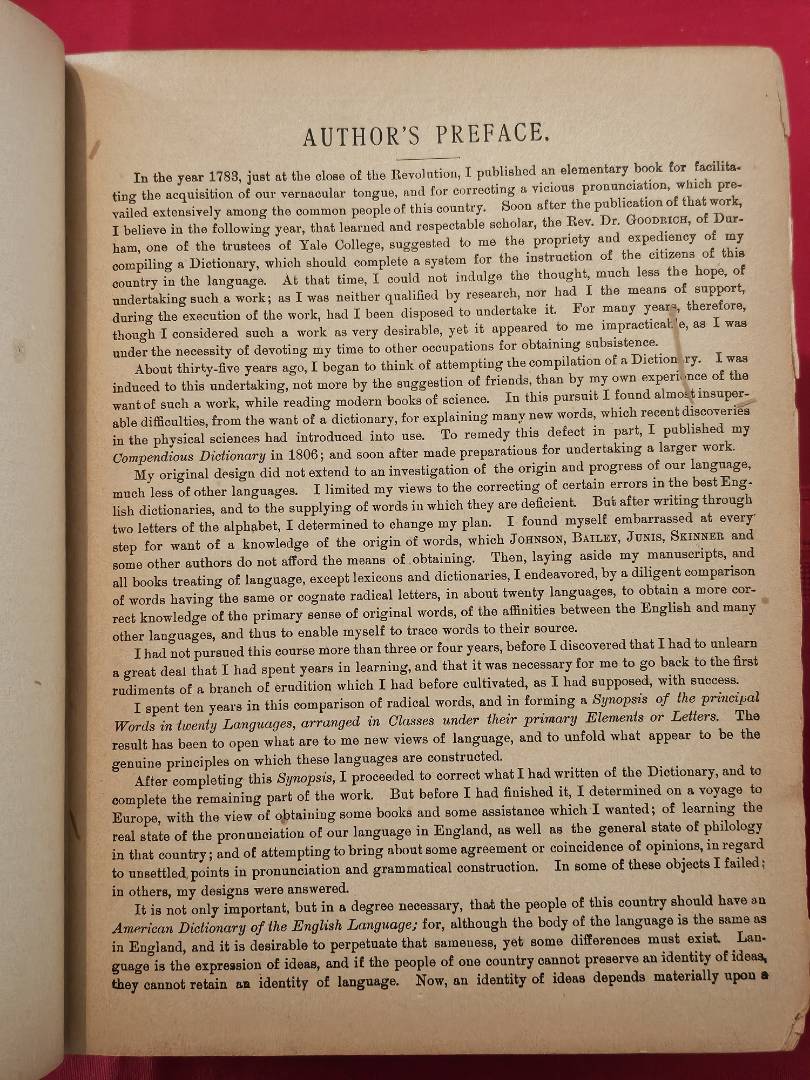 AUTHOR'S PREFACE.
In the year 1783, just at the close of the Revolution, I published an elementary book for facilita-
ting the acquisition of our vernacular tongue, and for correcting a vicious pronunciation, which pre-
vailed extensively among the common people of this country. Soon after the publication of that work,
I believe in the following year, that learned and respectable scholar, the Rev. Dr. GOODRICH, of Dur-
ham, one of the trustees of Yale College, suggested to me the propriety and expediency of my
compiling a Dictionary, which should complete a system for the instruction of the citizens of this
country in the language. At that time, I could not indulge the thought, much less the hope, of
undertaking such a work; as I was neither qualified by research, nor had I the means of support,
during the execution of the work, had I been disposed to undertake it. For many years, therefore,
though I considered such a work as very desirable, yet it appeared to me impracticable, as I was
under the necessity of devoting my time to other occupations for obtaining subsistence.
About thirty-five years ago, I began to think of attempting the compilation of a Dictionary. I was
induced to this undertaking, not more by the suggestion of friends, than by my own experience of the
want of such a work, while reading modern books of science. In this pursuit I found almost insuper-
able difficulties, from the want of a dictionary, for explaining many new words, which recent discoveries
in the physical sciences had introduced into use. To remedy this defect in part, I published my
Compendious Dictionary in 1806; and soon after made preparations for undertaking a larger work.
My original design did not extend to an investigation of the origin and progress of our language,
much less of other languages. I limited my views to the correcting of certain errors in the best Eng-
lish dictionaries, and to the supplying of words in which they are deficient. But after writing through
two letters of the alphabet, I determined to change my plan. I found myself embarrassed at every
step for want of a knowledge of the origin of words, which JOHNSON, BAILEY, JUNIS, SKINNER and
some other authors do not afford the means of obtaining. Then, laying aside my manuscripts, and
all books treating of language, except lexicons and dictionaries, I endeavored, by a diligent comparison
of words having the same or cognate radical letters, in about twenty languages, to obtain a more cor-
rect knowledge of the primary sense of original words, of the affinities between the English and many
other languages, and thus to enable myself to trace words to their source.
I had not pursued this course more than three or four years, before I discovered that I had to unlearn
a great deal that I had spent years in learning, and that it was necessary for me to go back to the first
rudiments of a branch of erudition which I had before cultivated, as I had supposed, with success.
I spent ten years in this comparison of radical words, and in forming a Synopsis of the principal
Words in twenty Languages, arranged in Classes under their primary Elements or Letters. The
result has been to open what are to me new views of language, and to unfold what appear to be the
genuine principles on which these languages are constructed.
After completing this Synopsis, I proceeded to correct what I had written of the Dictionary, and to
complete the remaining part of the work. But before I had finished it, I determined on a voyage to
Europe, with the view of obtaining some books and some assistance which I wanted; of learning the
real state of the pronunciation of our language in England, as well as the general state of philology
in that country; and of attempting to bring about some agreement or coincidence of opinions, in regard
to unsettled points in pronunciation and grammatical construction. In some of these objects I failed;
in others, my designs were answered.
It is not only important, but in a degree necessary, that the people of this country should have an
American Dictionary of the English Language; for, although the body of the language is the same as
in England, and it is desirable to perpetuate that sameness, yet some differences must exist. Lan-
guage is the expression of ideas, and if the people of one country cannot preserve an identity of ideas,
they cannot retain an identity of language. Now, an identity of ideas depends materially upon a